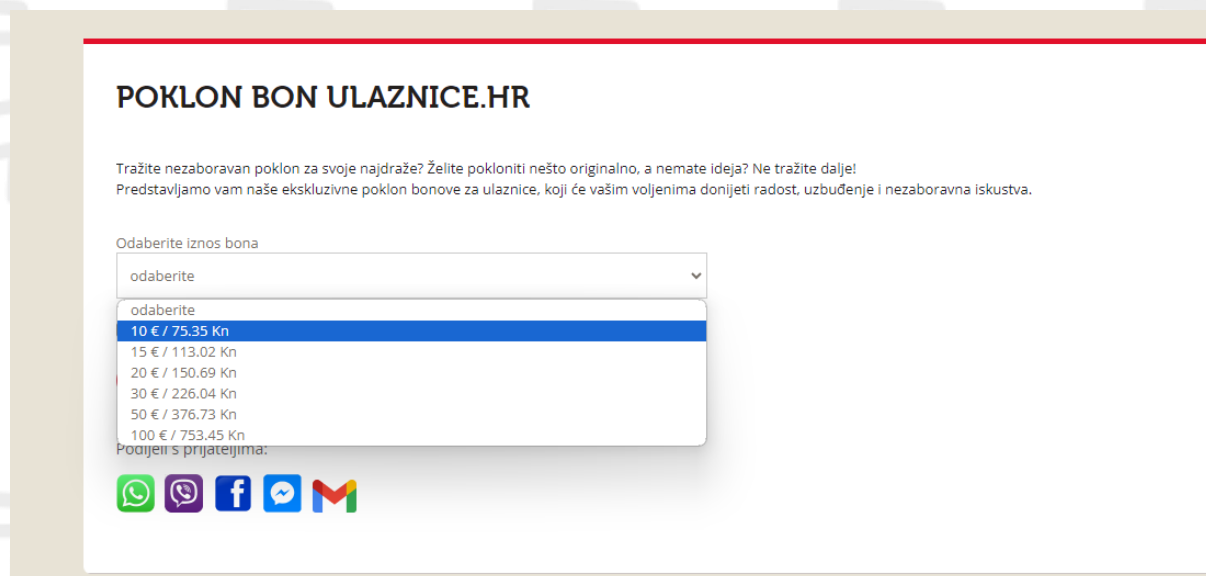 POKLON BON ULAZNICE.HR
Tražite nezaboravan poklon za svoje najdraže? Želite pokloniti nešto originalno, a nemate ideja? Ne tražite dalje!
Predstavljamo vam naše ekskluzivne poklon bonove za ulaznice, koji će vašim voljenima donijeti radost, uzbuđenje i nezaboravna iskustva.
Odaberite iznos bona
odaberite
odaberite
10 € / 75.35 Kn
15 € / 113.02 Kn
20 € / 150.69 Kn
30 € / 226.04 Kn
50 € / 376.73 Kn
100 € / 753.45 Kn
Podijeli s prijateljima: